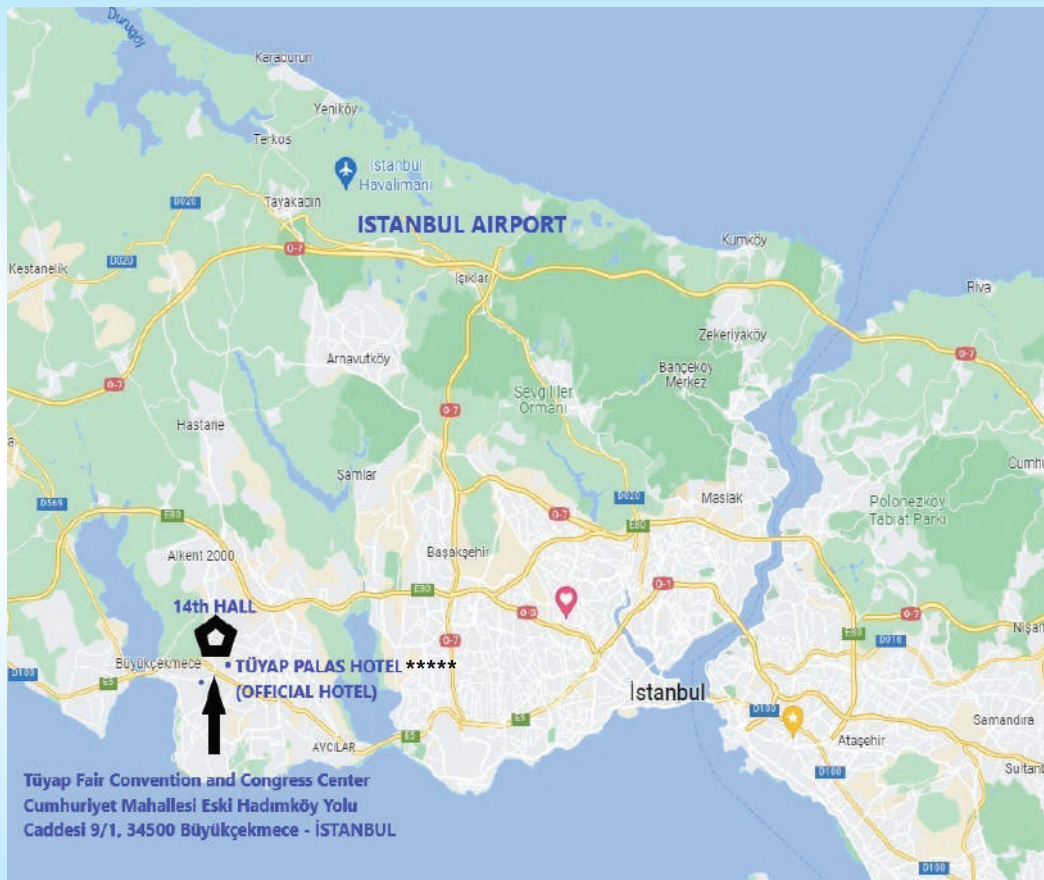 Durugöl
Karaburun
Yeniköy
Terkos
İstanbul
Havalimanı
D020
Tayakadın
ISTANBUL AIRPORT
Kumköy
O-7
D020
Kestanelik
Işıklar
Riva
Zekeriyaköy
O-7
Arnavutköy
Bahçeköy
Merkez
O-7
Sevgililer
Ormanı
O-7
Hastane
a
Şamlar
Cumhu
D569
D020
Maslak
Polonezköy
Tabiat Parkı
E80
O-7
E80
Alkent 2000
Başakşehir
E80
O-1
14th HALL
O-3
O-7
E80
D016
Nişan
O-7
Büyükçekmece
TÜYAP PALAS HOTEL *****
(OFFICIAL HOTEL)
D100
E5
İstanbul
D100
E5
Samandıra
AVCILAR
E5
Ataşehir
Sultanb
D100
Tüyap Fair Convention and Congress Center
Cumhuriyet Mahallesi Eski Hadımköy Yolu
Caddesi 9/1, 34500 Büyükçekmece - İSTANBUL
D100